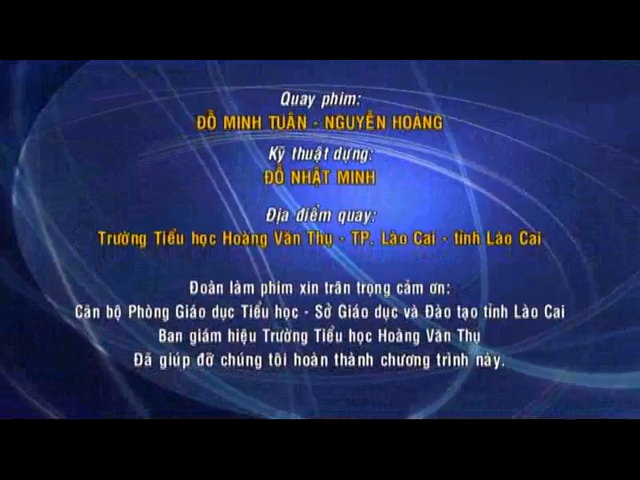 Quay phim:
ĐỖ MINH TUẤN - NGUYỄN HOÀNG
Kỹ thuật dựng:
ĐỖ NHẬT MINH
Địa điểm quay:
Trường Tiểu học Hoàng Văn Thụ - TP. Lào Cai - tỉnh Lào Cai
Đoàn làm phim xin trân trọng cảm ơn:
Cán bộ Phòng Giáo dục Tiểu học - Sở Giáo dục và Đào tạo tỉnh Lào Cai
Ban giám hiệu Trường Tiểu học Hoàng Văn Thụ
Đã giúp đỡ chúng tôi hoàn thành chương trình này.